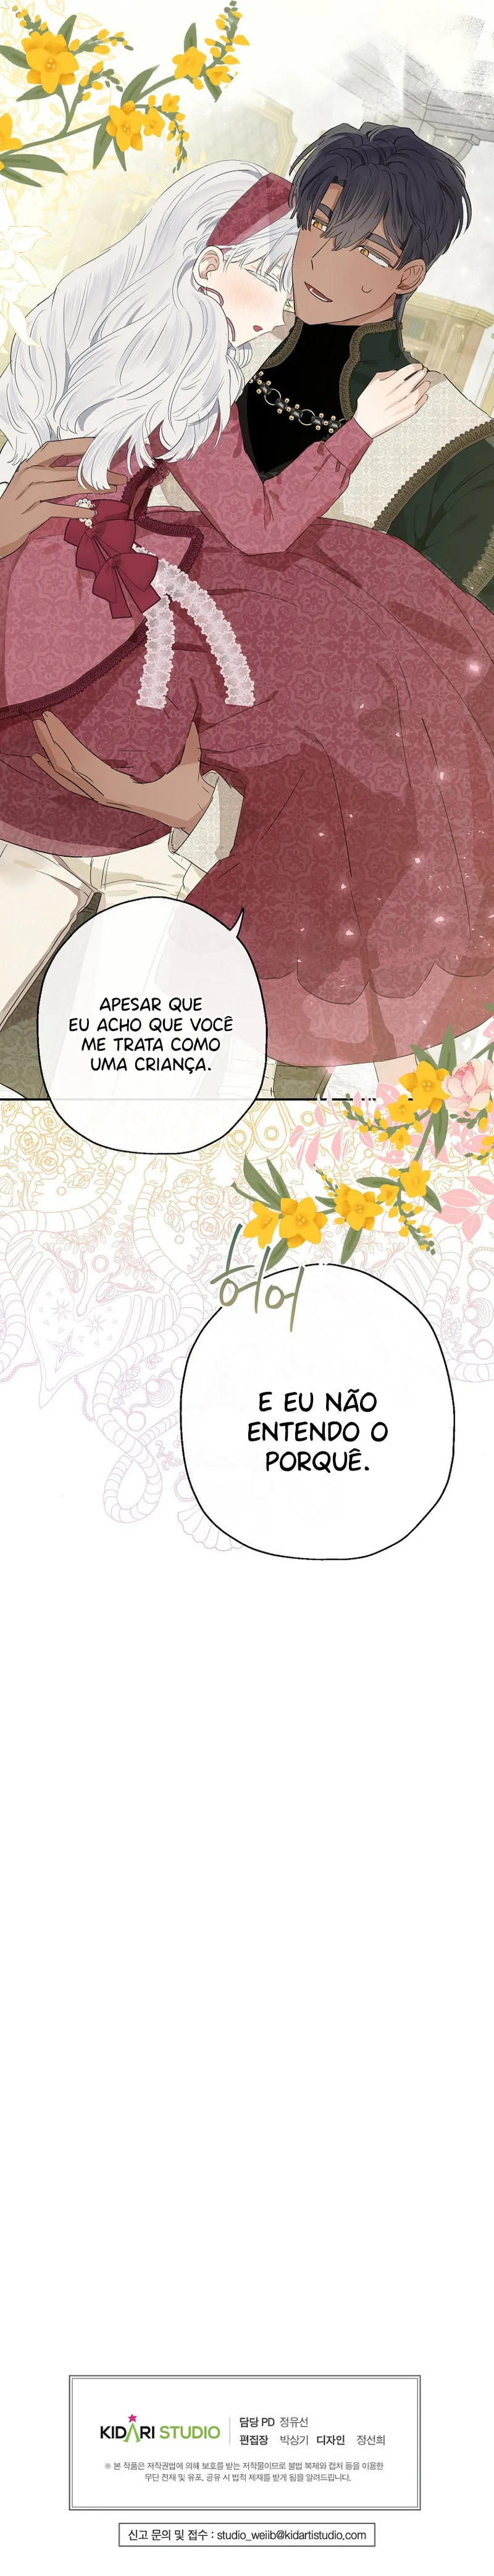 APESAR QUE
EU ACHO QUE VOCÊ
ME TRATA COMO
UMA CRIANÇA.
허어
E EU NÃO
ENTENDO O
PORQUÊ.
KIDARI STUDIO
담당 PD 정유선
편집장 박상기 디자인 정선희
※ 본 작품은 저작권법에 의해 보호를 받는 저작물이므로 불법 복제와 캡처 등을 이용한
무단 전재 및 유포, 공유 시 법적 제재를 받게 됨을 알려드립니다.
신고 문의 및 접수 : studio_weiib@kidaristudio.com